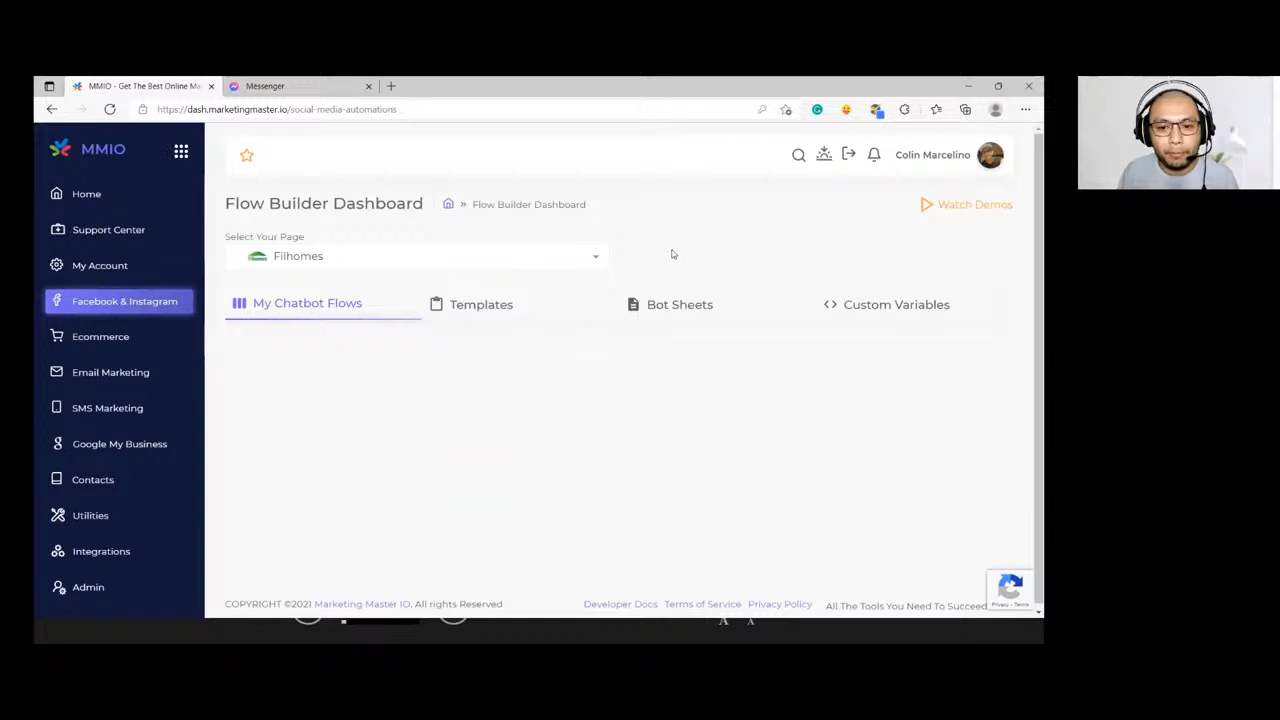 MMIO - Get The Best Online Ma
Messenger
https://dash.marketingmaster.io/social-media-automations
MMIO
Colin Marcelino
Home
Support Center
My Account
Facebook & Instagram
Ecommerce
Email Marketing
SMS Marketing
Google My Business
Contacts
Utilities
Integrations
Admin
Flow Builder Dashboard
» Flow Builder Dashboard
Watch Demos
Select Your Page
Filhomes
My Chatbot Flows
Templates
Bot Sheets
Custom Variables
COPYRIGHT ©2021 Marketing Master IO. All rights Reserved
Developer Docs Terms of Service Privacy Policy All The Tools You Need To Succeed
Privacy - Terms
A A